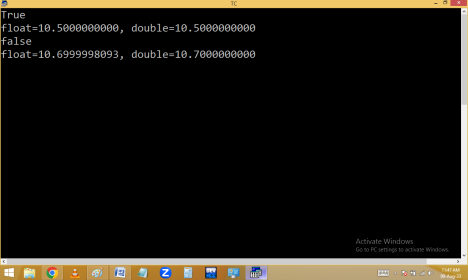 TC
True
float=10.5000000000, double=10.5000000000
false
float=10.6999998093, double=10.7000000000
Activate Windows
Go to PC settings to activate Windows.
11:47 AM